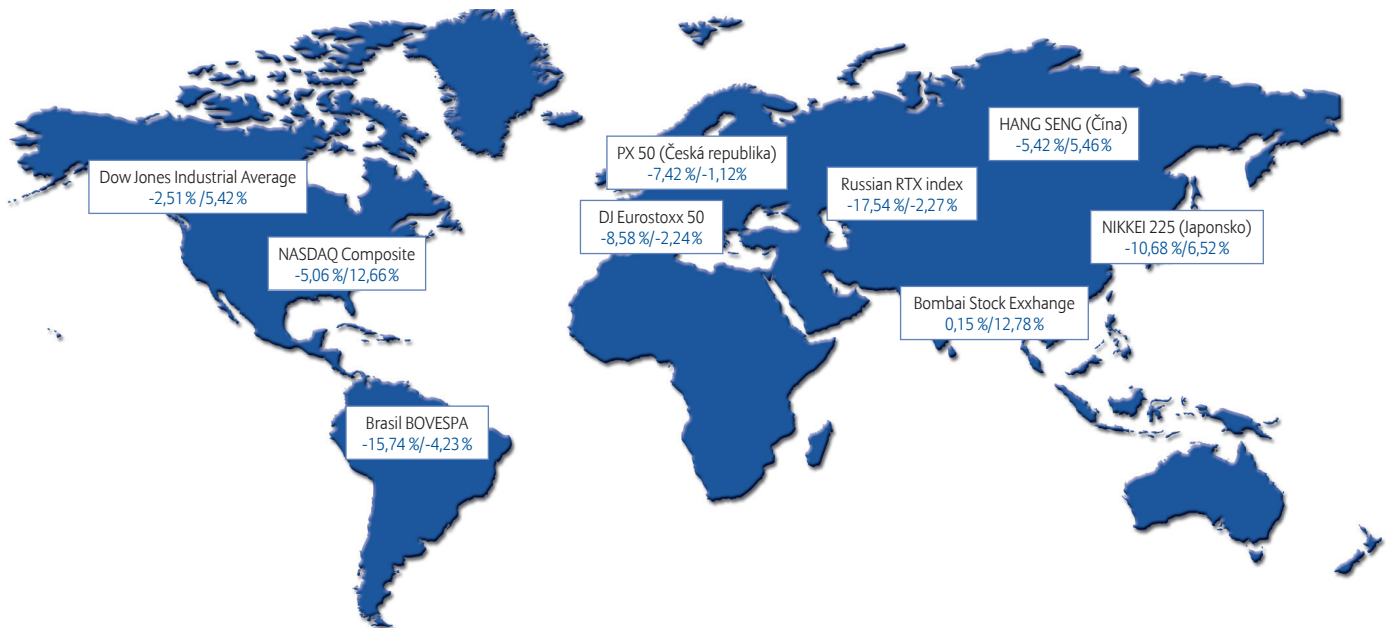 HANG SENG (Čína)
-5,42 %/5,46 %
PX 50 (Česká republika)
-7,42 %/-1,12%
Dow Jones Industrial Average
-2,51 % /5,42 %
Russian RTX index
-17,54 %/-2,27 %
DJ Eurostoxx 50
-8,58 %/-2,24 %
NIKKEI 225 (Japonsko)
-10,68 %/6,52 %
NASDAQ Composite
-5,06 %/12,66 %
Bombai Stock Exxhange
0,15 %/12,78 %
Brasil BOVESPA
-15,74 %/-4,23 %